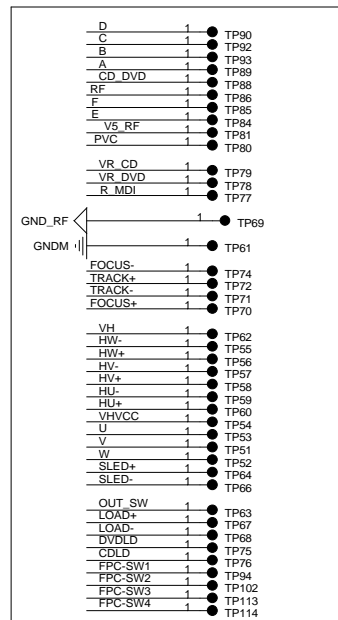 D 1 TP90
C 1 TP92
B 1 TP93
A 1 TP89
CD_DVD 1 TP88
RF 1 TP86
F 1 TP85
E 1 TP84
V5_RF 1 TP81
PVC 1 TP80
VR_CD 1 TP79
VR_DVD 1 TP78
R_MDI 1 TP77
GND_RF 1 TP69
GNDM 1 TP61
FOCUS- 1 TP74
TRACK+ 1 TP72
TRACK- 1 TP71
FOCUS+ 1 TP70
VH 1 TP62
HW- 1 TP55
HW+ 1 TP56
HV- 1 TP57
HV+ 1 TP58
HU- 1 TP59
HU+ 1 TP60
VHVCC 1 TP54
U 1 TP53
V 1 TP51
W 1 TP52
SLED+ 1 TP64
SLED- 1 TP66
OUT_SW 1 TP63
LOAD+ 1 TP67
LOAD- 1 TP68
DVDLD 1 TP75
CDLD 1 TP76
FPC-SW1 1 TP94
FPC-SW2 1 TP102
FPC-SW3 1 TP113
FPC-SW4 1 TP114